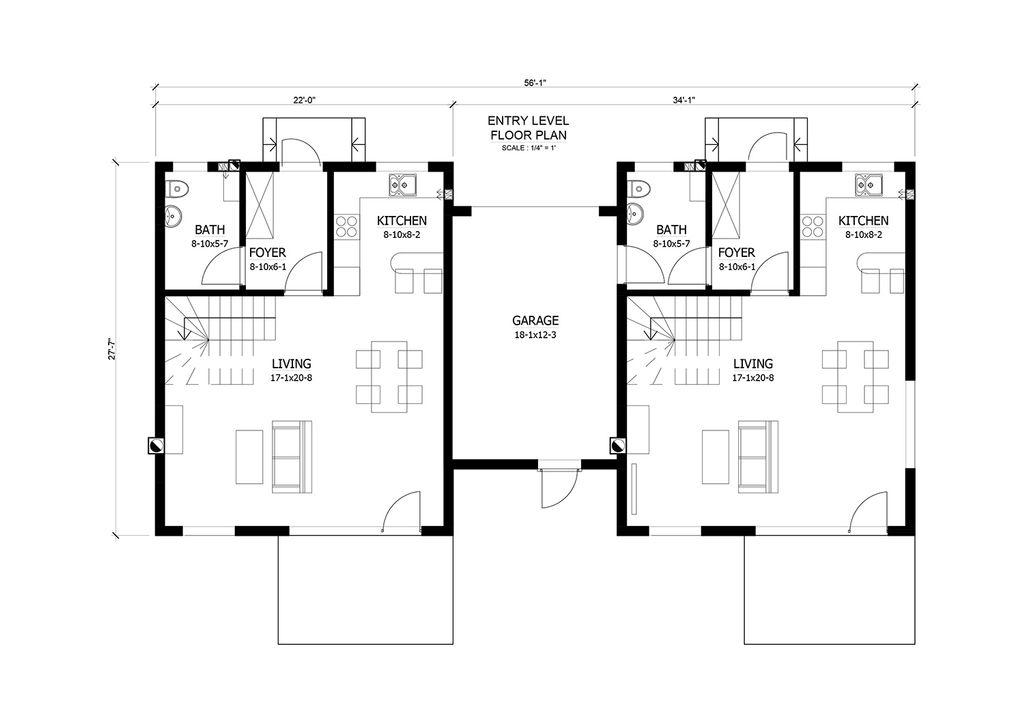 56'-1"
22'-0"
34'-1"
ENTRY LEVEL
FLOOR PLAN
SCALE : 1/4" = 1'
27'-7"
BATH
8-10x5-7
FOYER
8-10x6-1
KITCHEN
8-10x8-2
LIVING
17-1x20-8
GARAGE
18-1x12-3
BATH
8-10x5-7
FOYER
8-10x6-1
KITCHEN
8-10x8-2
LIVING
17-1x20-8